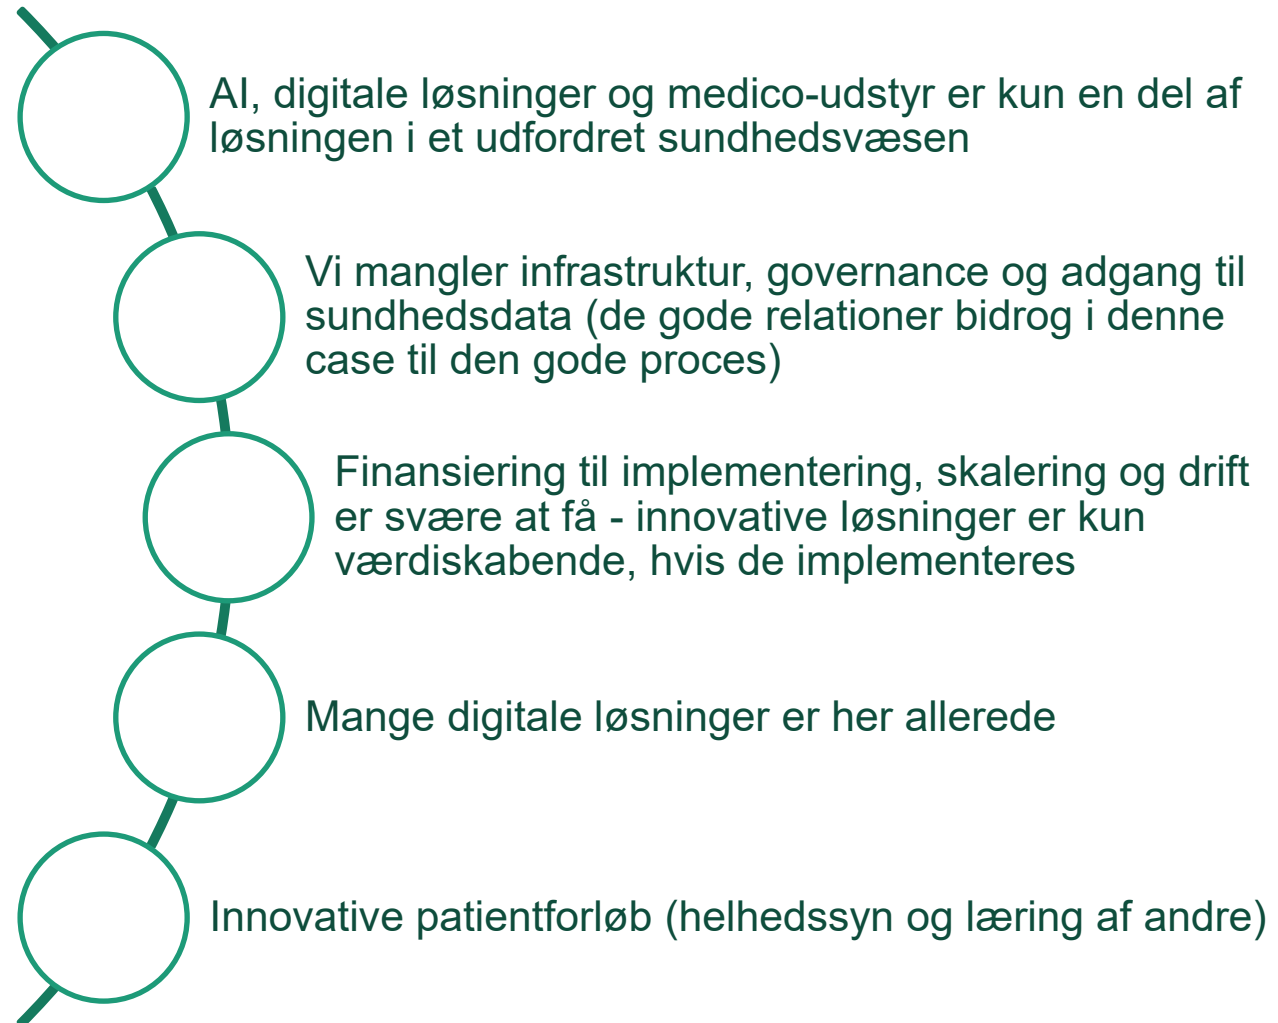 AI, digitale løsninger og medico-udstyr er kun en del af
løsningen i et udfordret sundhedsvæsen
Vi mangler infrastruktur, governance og adgang til
sundhedsdata (de gode relationer bidrog i denne
case til den gode proces)
Finansiering til implementering, skalering og drift
er svære at få - innovative løsninger er kun
værdiskabende, hvis de implementeres
Mange digitale løsninger er her allerede
Innovative patientforløb (helhedssyn og læring af andre)